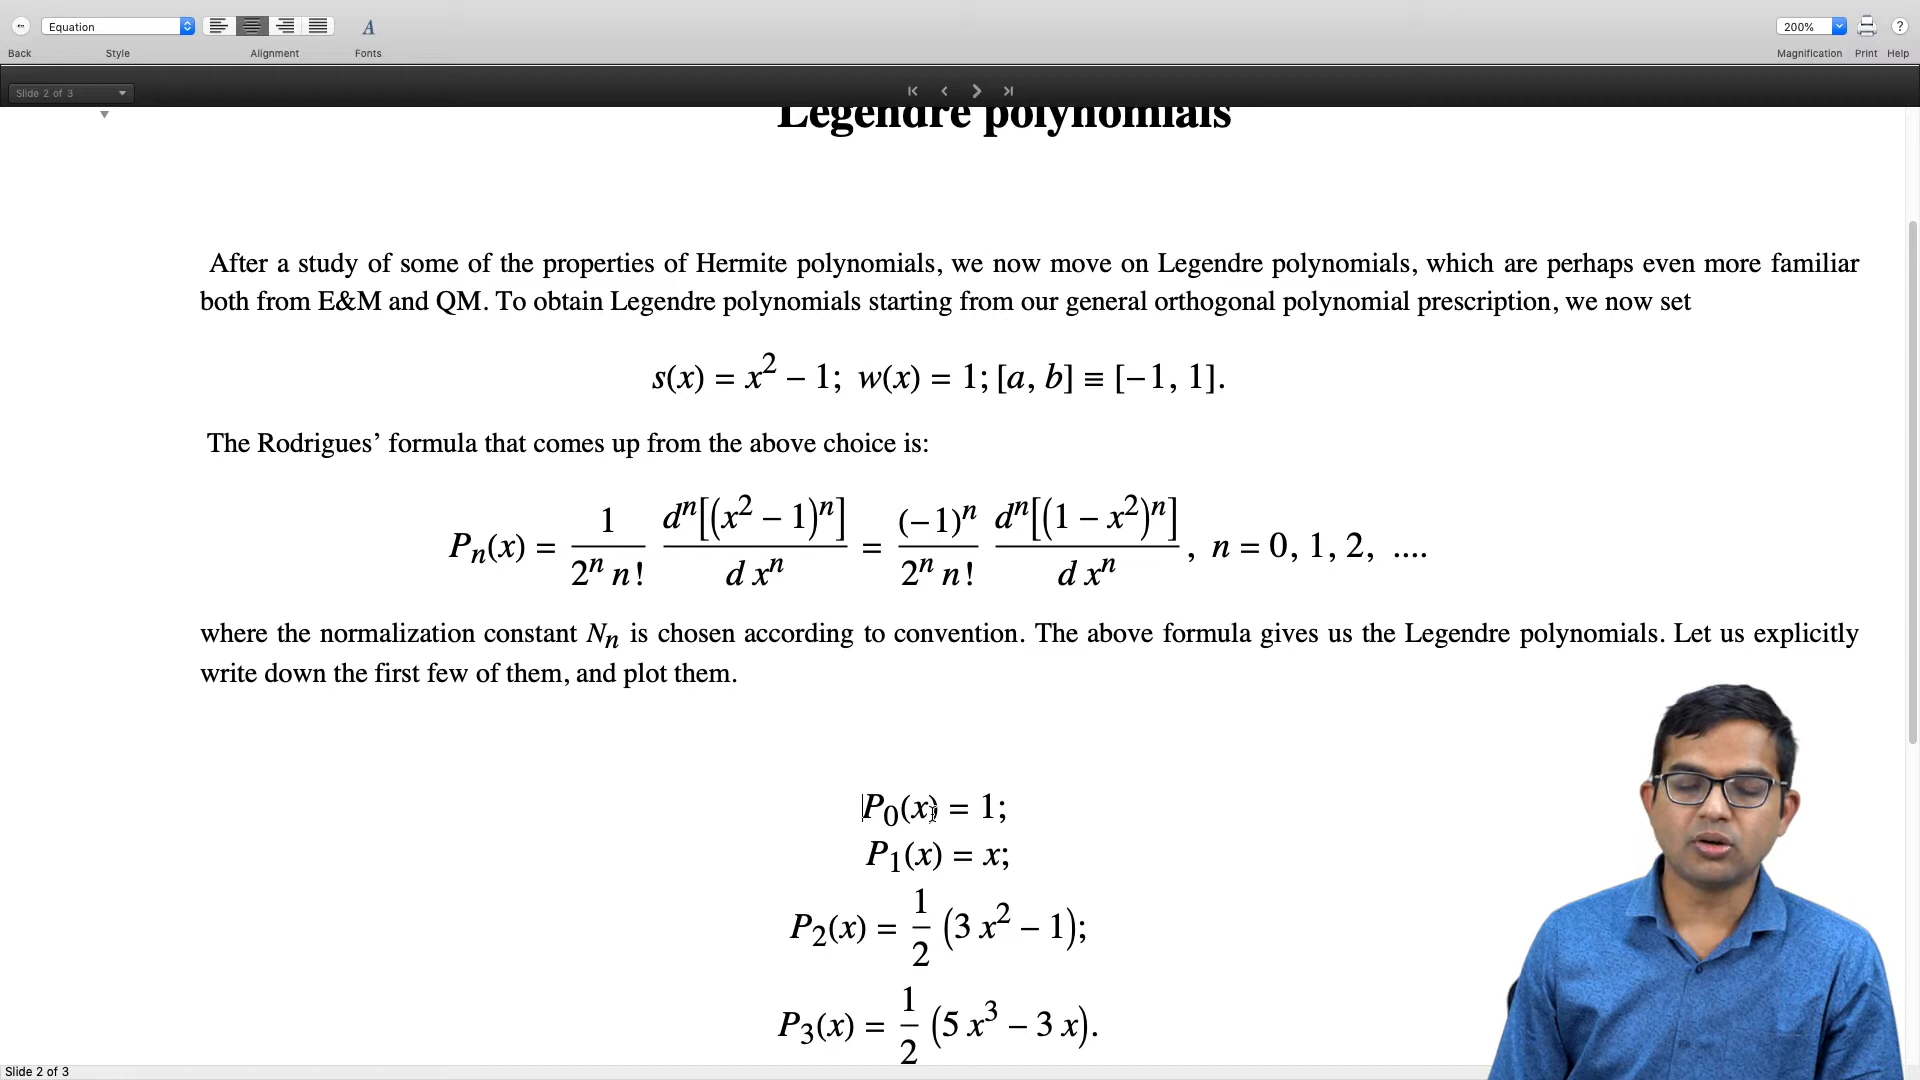 Equation
200%
Back
Style
Alignment
Fonts
Magnification
Print
Help
Slide 2 of 3
Legendre polynomials
After a study of some of the properties of Hermite polynomials, we now move on Legendre polynomials, which are perhaps even more familiar
both from E&M and QM. To obtain Legendre polynomials starting from our general orthogonal polynomial prescription, we now set
s(x) = x² − 1; w(x) = 1; [a, b] ≡ [−1, 1].
The Rodrigues’ formula that comes up from the above choice is:
Pₙ(x) = 1/(2ⁿ n!) dⁿ[(x² − 1)ⁿ]/d xⁿ = (−1)ⁿ/(2ⁿ n!) dⁿ[(1 − x²)ⁿ]/d xⁿ, n = 0, 1, 2, ....
where the normalization constant Nₙ is chosen according to convention. The above formula gives us the Legendre polynomials. Let us explicitly
write down the first few of them, and plot them.
P₀(x) = 1;
P₁(x) = x;
P₂(x) = 1/2 (3 x² − 1);
P₃(x) = 1/2 (5 x³ − 3 x).
Slide 2 of 3